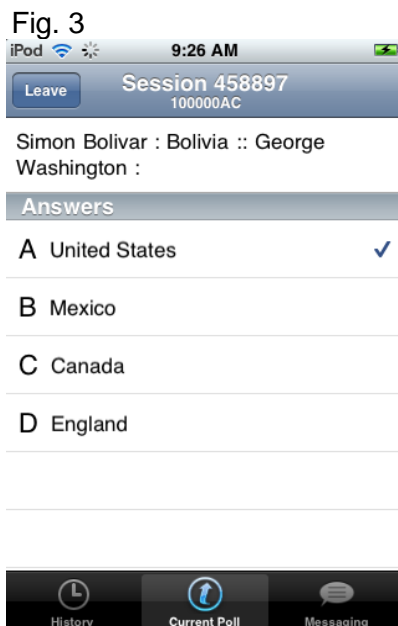 Fig. 3
iPod 9:26 AM
Leave
Session 458897
100000AC
Simon Bolivar : Bolivia :: George
Washington :
Answers
A United States
B Mexico
C Canada
D England
History Current Poll Messaging